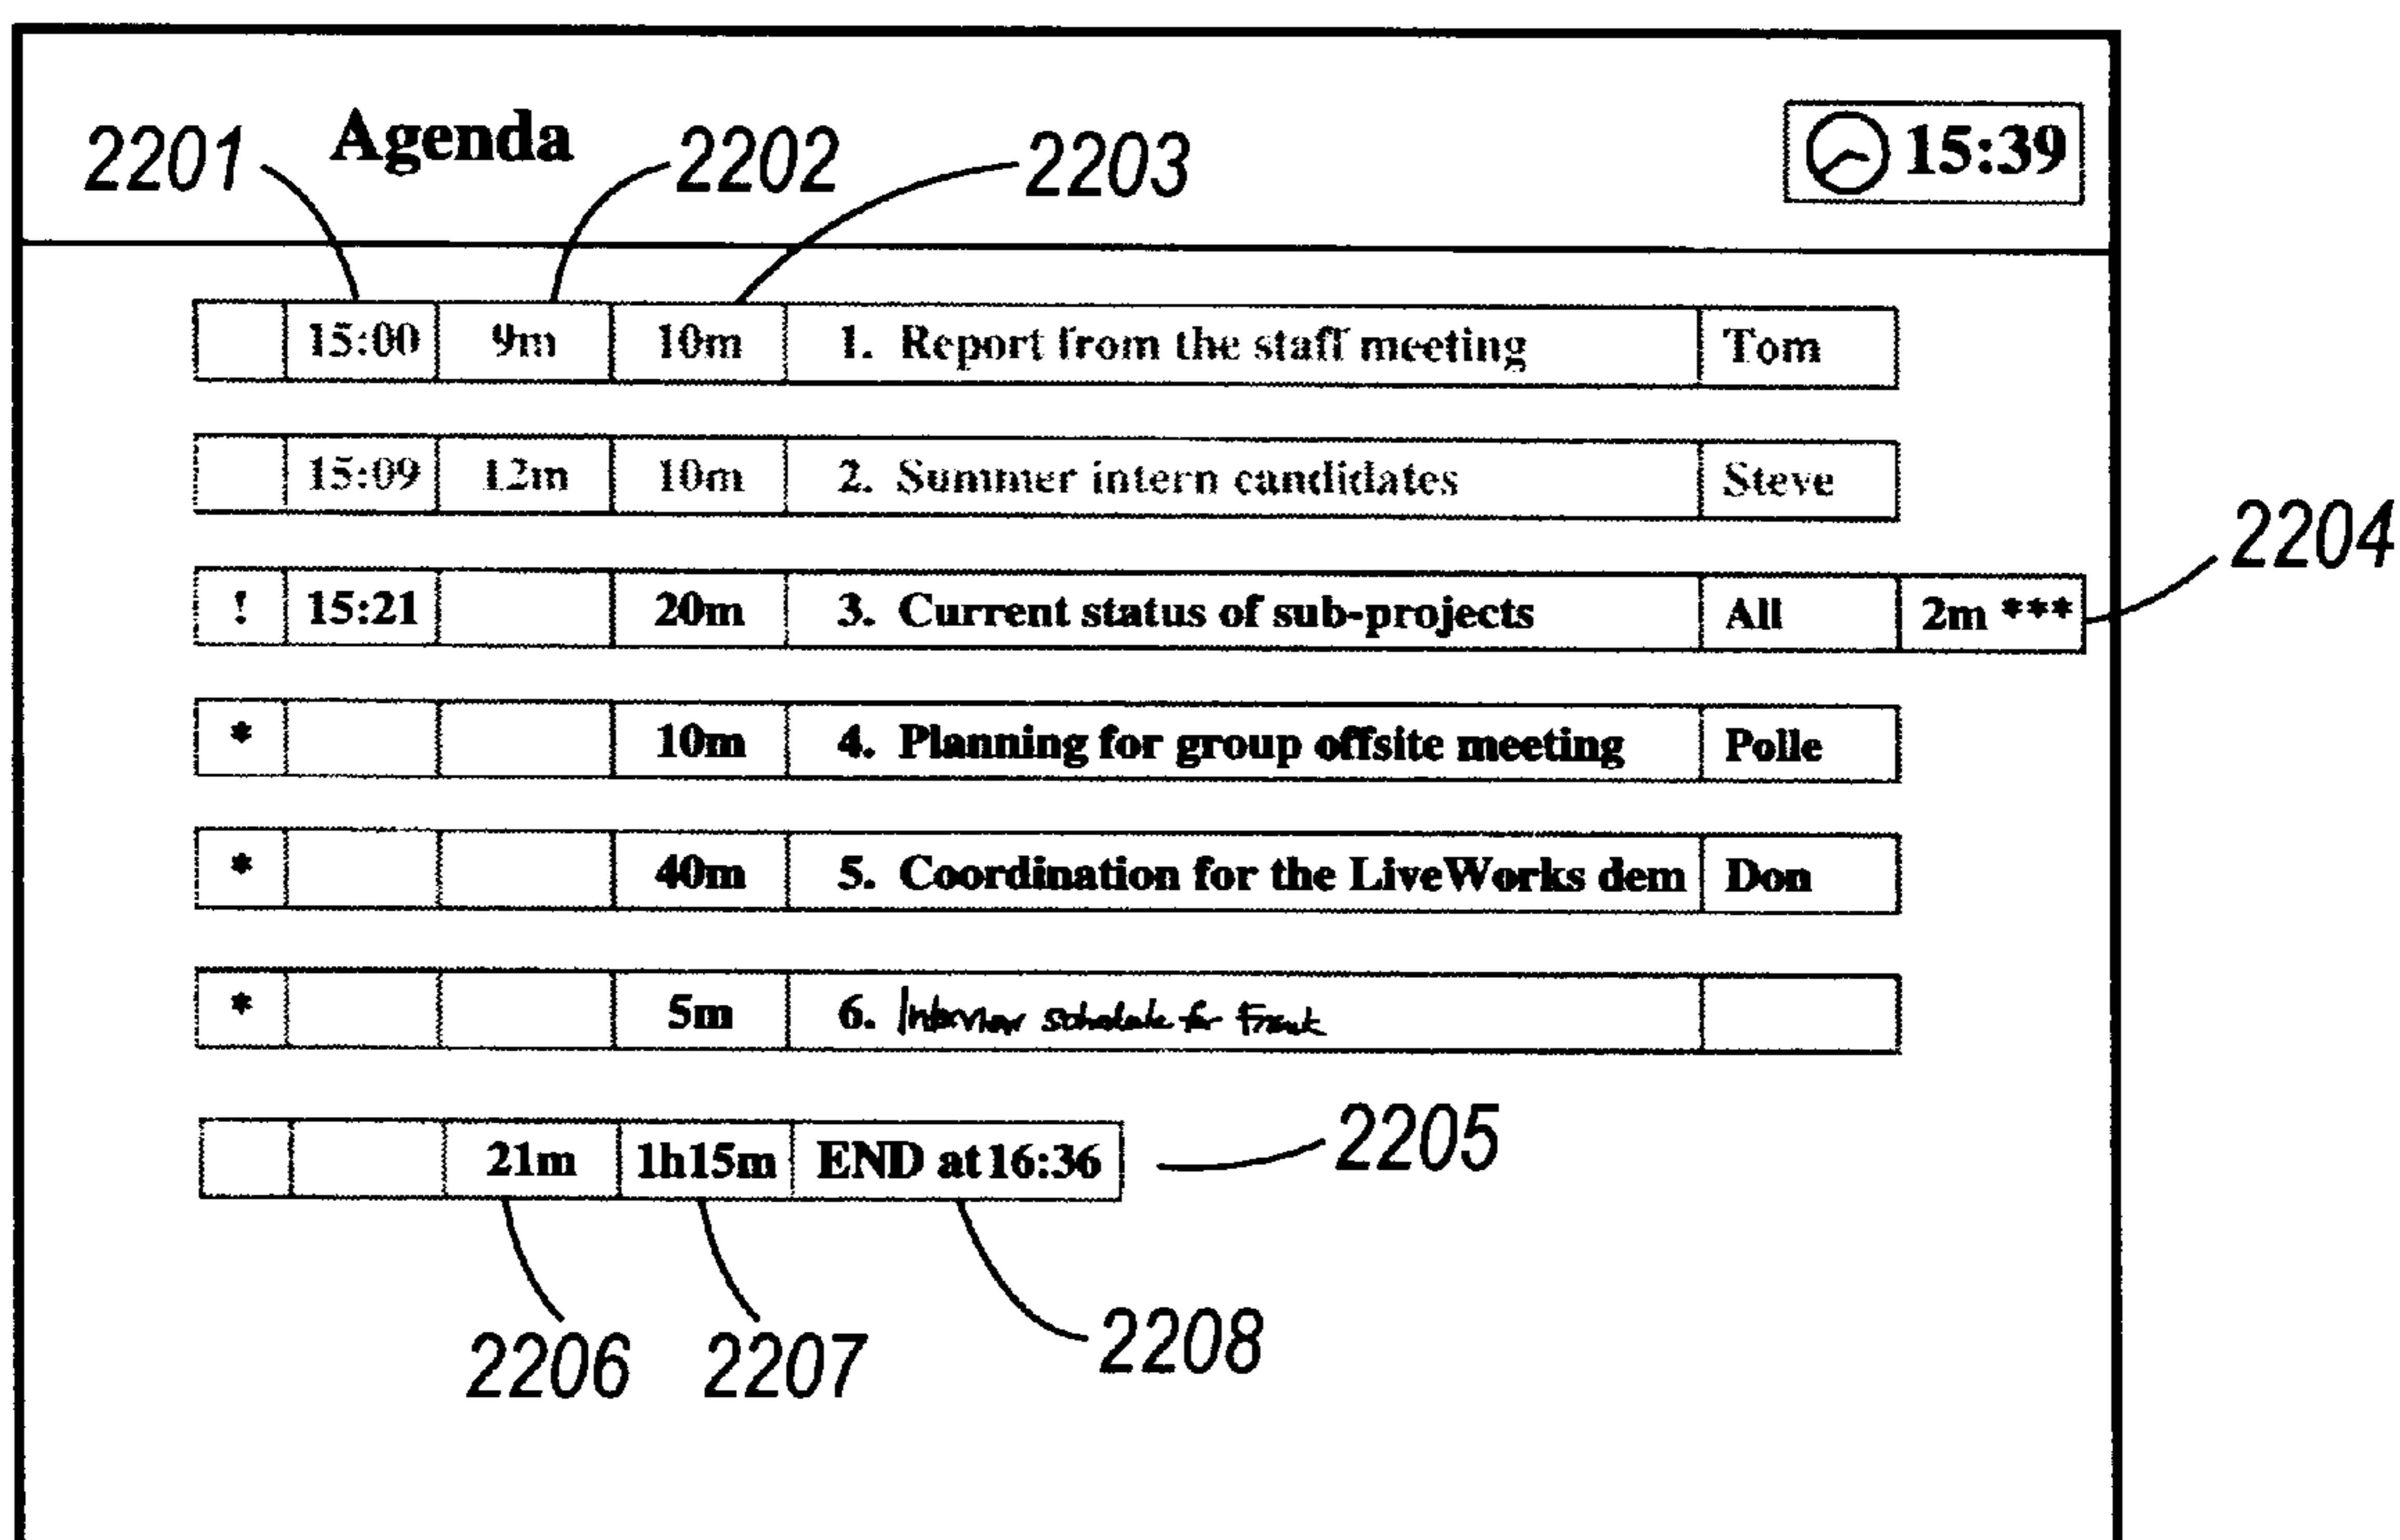 2201 Agenda 2202 2203 15:39
15:00 9m 10m 1. Report from the staff meeting Tom
15:09 12m 10m 2. Summer intern candidates Steve
2204
! 15:21 20m 3. Current status of sub-projects All 2m ***
* 10m 4. Planning for group offsite meeting Polle
* 40m 5. Coordination for the LiveWorks dem Don
* 5m 6. Interview schedule for Frank
21m 1h15m END at 16:36 2205
2206 2207 2208